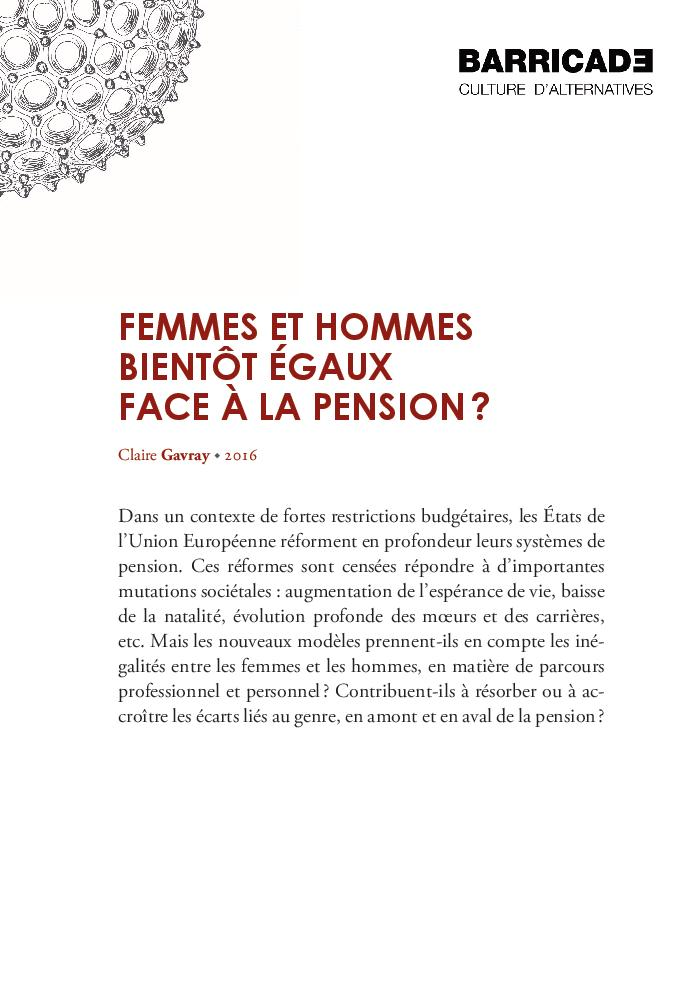 BARRICADE
CULTURE D'ALTERNATIVES
FEMMES ET HOMMES
BIENTÔT ÉGAUX
FACE À LA PENSION ?
Claire Gavray • 2016
Dans un contexte de fortes restrictions budgétaires, les États de
l'Union Européenne réforment en profondeur leurs systèmes de
pension. Ces réformes sont censées répondre à d'importantes
mutations sociétales : augmentation de l'espérance de vie, baisse
de la natalité, évolution profonde des mœurs et des carrières,
etc. Mais les nouveaux modèles prennent-ils en compte les iné-
galités entre les femmes et les hommes, en matière de parcours
professionnel et personnel ? Contribuent-ils à résorber ou à ac-
croître les écarts liés au genre, en amont et en aval de la pension ?